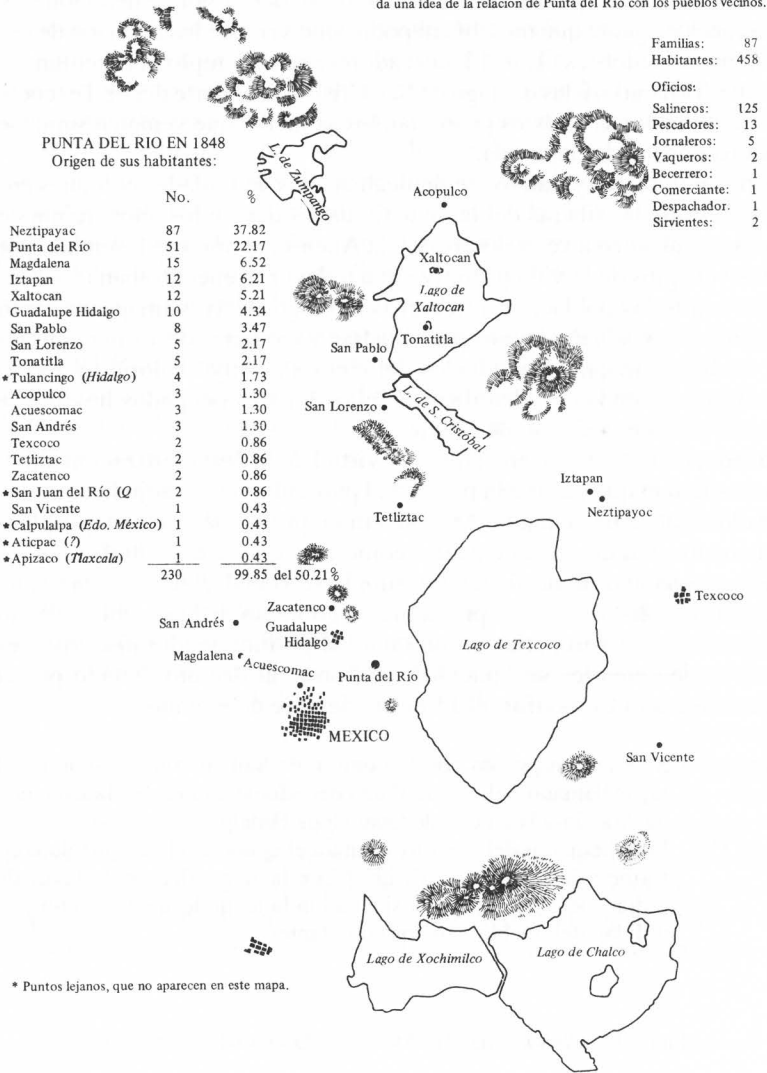 da una idea de la relación de Punta del Río con los pueblos vecinos.
Familias: 87
Habitantes: 458
Oficios:
Salineros: 125
Pescadores: 13
Jornaleros: 5
Vaqueros: 2
Becerrero: 1
Comerciante: 1
Despachador. 1
Sirvientes: 2
PUNTA DEL RIO EN 1848
Origen de sus habitantes:
No. %
Neztipayac 87 37.82
Punta del Río 51 22.17
Magdalena 15 6.52
Iztapan 12 6.21
Xaltocan 12 5.21
Guadalupe Hidalgo 10 4.34
San Pablo 8 3.47
San Lorenzo 5 2.17
Tonatitla 5 2.17
*Tulancingo (Hidalgo) 4 1.73
Acopulco 3 1.30
Acuescomac 3 1.30
San Andrés 3 1.30
Texcoco 2 0.86
Tetliztac 2 0.86
Zacatenco 2 0.86
*San Juan del Río (Q 2 0.86
San Vicente 1 0.43
*Calpulalpa (Edo. México) 1 0.43
*Aticpac (?) 1 0.43
*Apizaco (Tlaxcala) 1 0.43
230 99.85 del 50.21 %
L. de Zumpango
Acopulco
Xaltocan
Lago de
Xaltocan
Tonatitla
San Pablo
San Lorenzo
L. de S. Cristóbal
Tetliztac
Iztapan
Neztipayoc
Texcoco
Zacatenco
San Andrés
Guadalupe
Hidalgo
Lago de Texcoco
Magdalena
Acuescomac
Punta del Río
MEXICO
San Vicente
Lago de Xochimilco
Lago de Chalco
* Puntos lejanos, que no aparecen en este mapa.